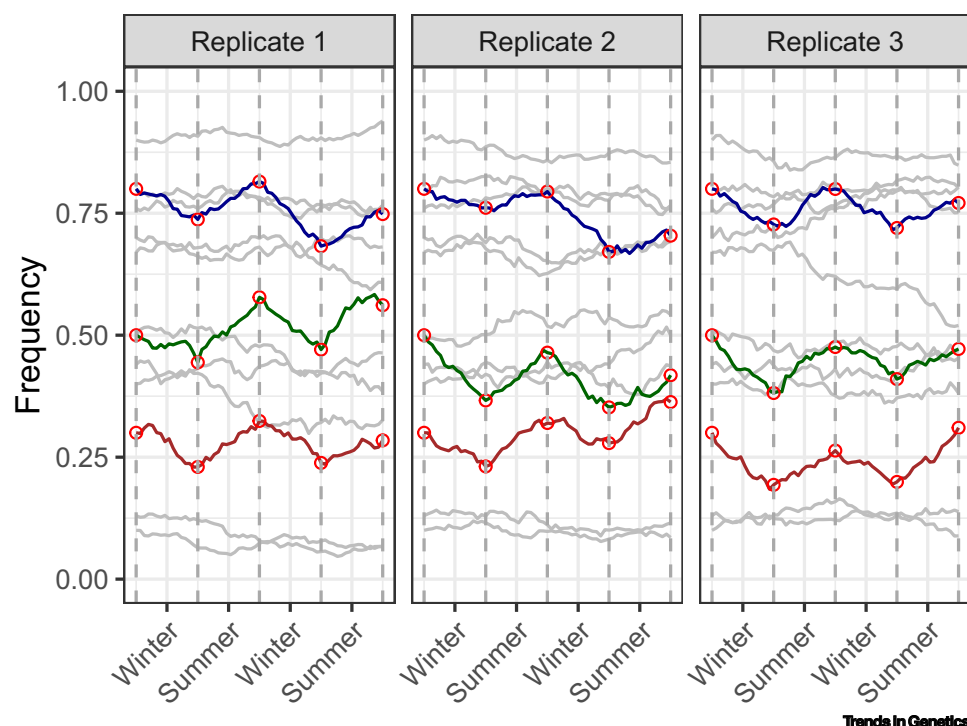 Replicate 1 Replicate 2 Replicate 3
Frequency
1.00
0.75
0.50
0.25
0.00
Winter Summer Winter Summer Winter Summer Winter Summer Winter Summer Winter Summer
Trends in Genetics